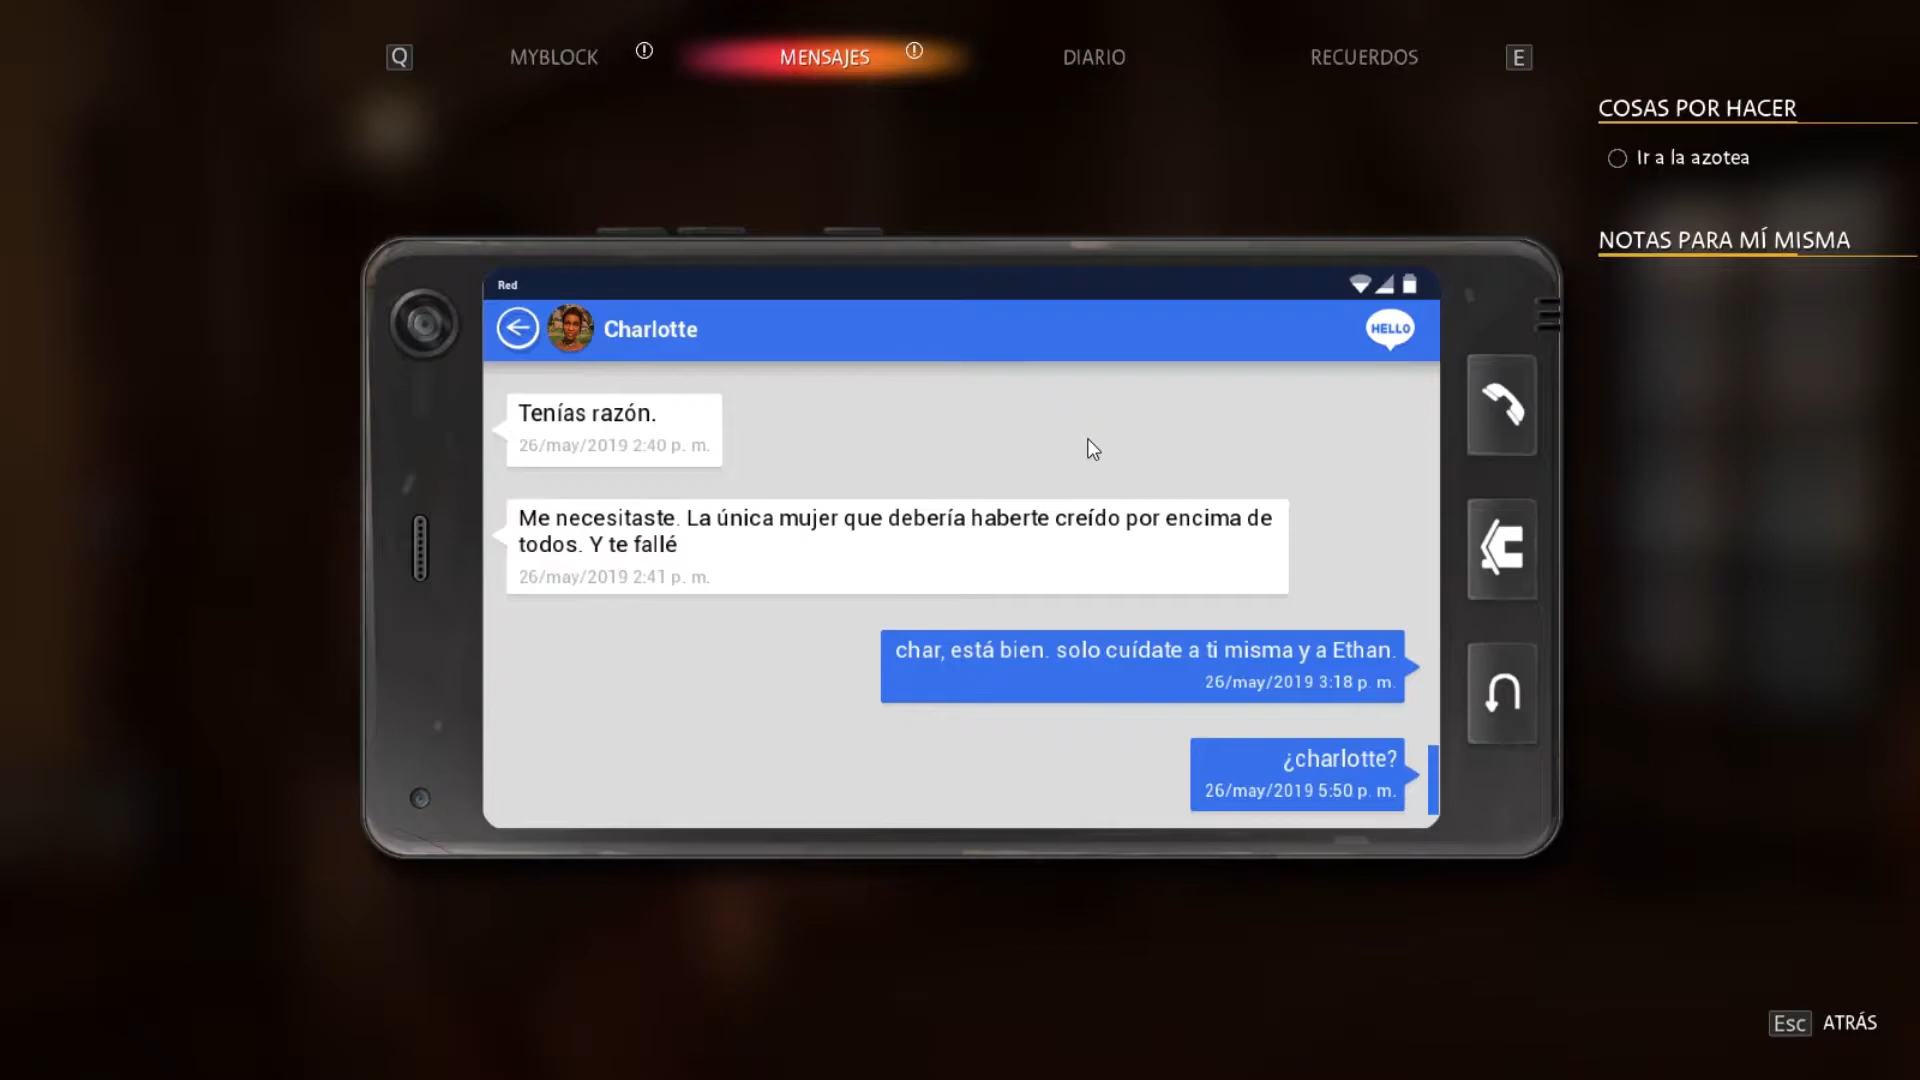 Q
MYBLOCK
MENSAJES
DIARIO
RECUERDOS
E
COSAS POR HACER
Ir a la azotea
NOTAS PARA MÍ MISMA
Red
Charlotte
HELLO
Tenías razón.
26/may/2019 2:40 p. m.
Me necesitaste. La única mujer que debería haberte creído por encima de
todos. Y te fallé
26/may/2019 2:41 p. m.
char, está bien. solo cuídate a ti misma y a Ethan.
26/may/2019 3:18 p. m.
¿charlotte?
26/may/2019 5:50 p. m.
Esc ATRÁS